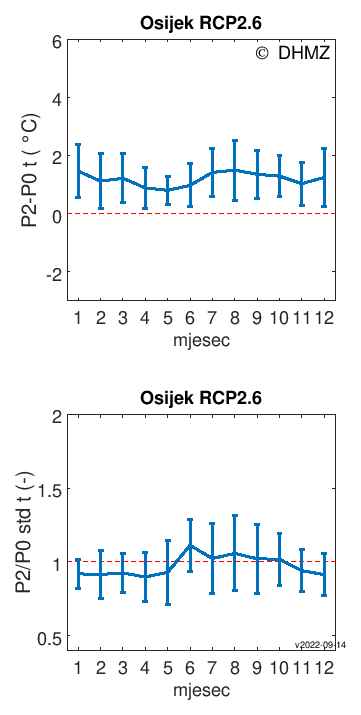 Osijek RCP2.6
© DHMZ
6
4
2
0
-2
P2-P0 t ( °C)
1 2 3 4 5 6 7 8 9 10 11 12
mjesec
Osijek RCP2.6
2
1.5
1
0.5
P2/P0 std t (-)
v2022-09-14
1 2 3 4 5 6 7 8 9 10 11 12
mjesec